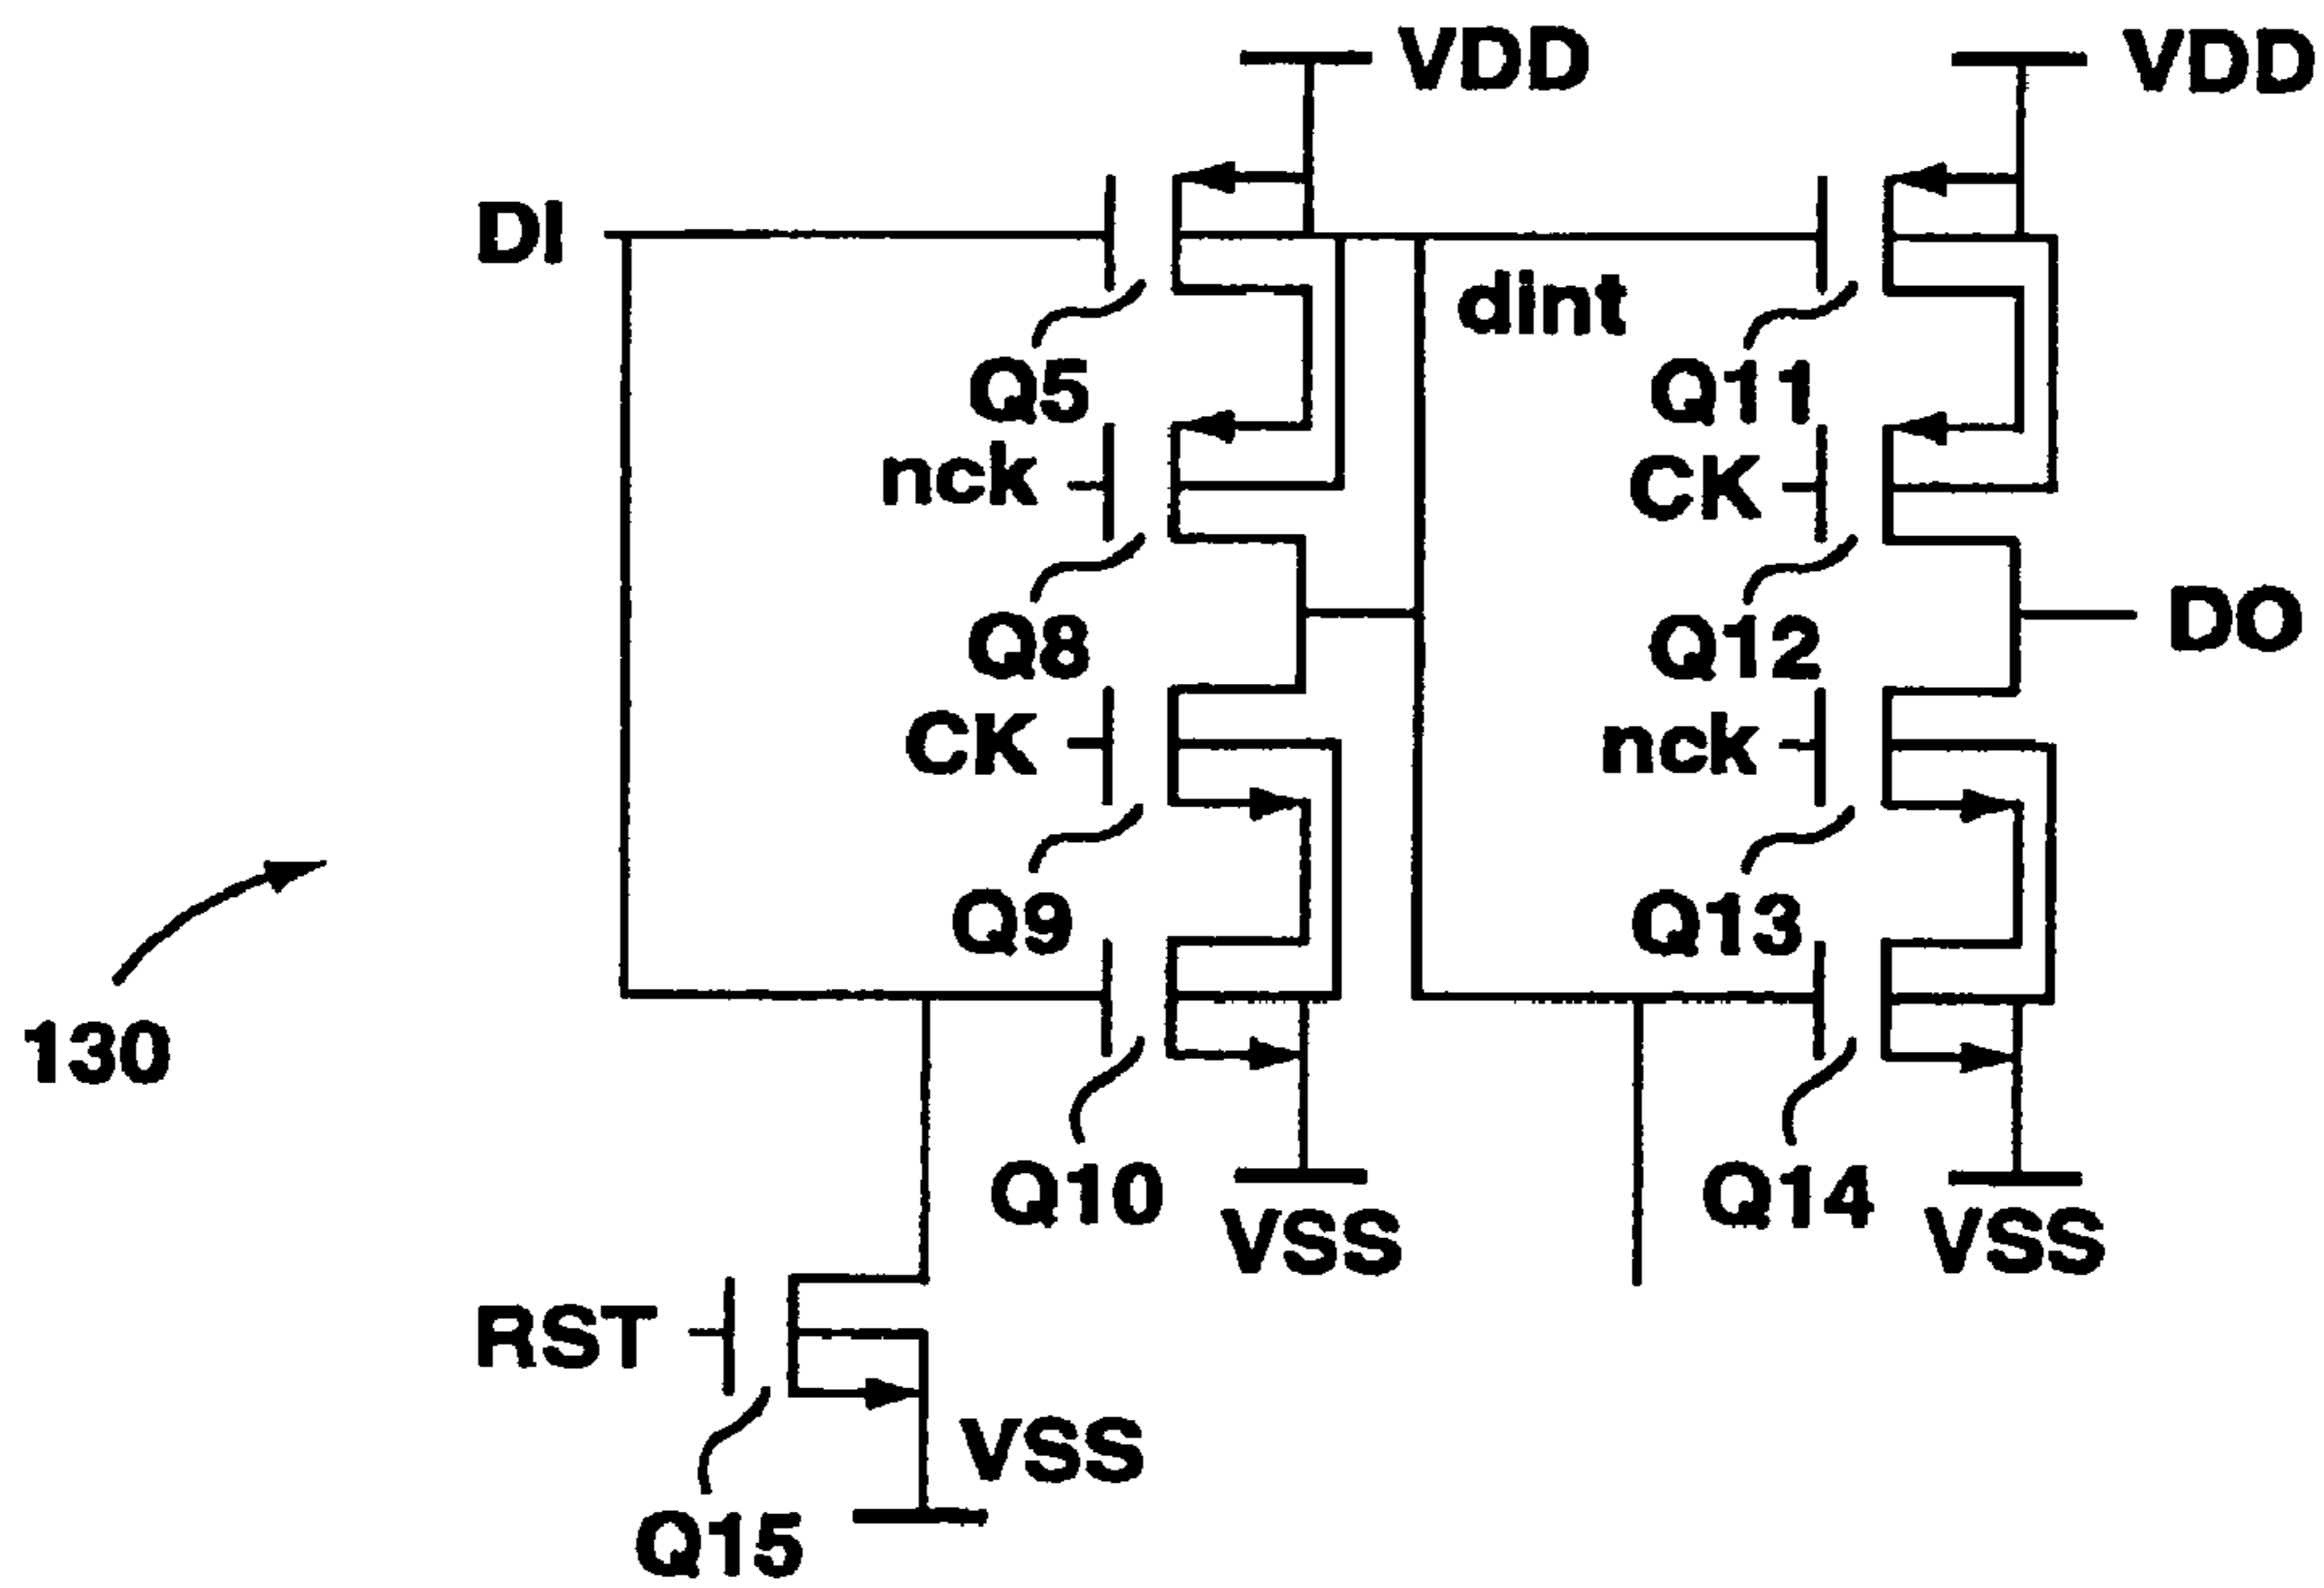 VDD
VDD
DI
dint
Q5
Q11
nck
CK
Q8
Q12
DO
CK
nck
Q9
Q13
130
Q10
VSS
Q14
VSS
RST
VSS
Q15